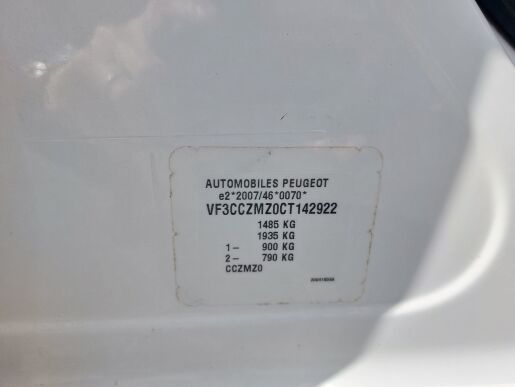 AUTOMOBILES PEUGEOT
e2*2007/46*0070*
VF3CCZMZ0CT142922
1485 KG
1935 KG
1- 900 KG
2- 790 KG
CCZMZ0